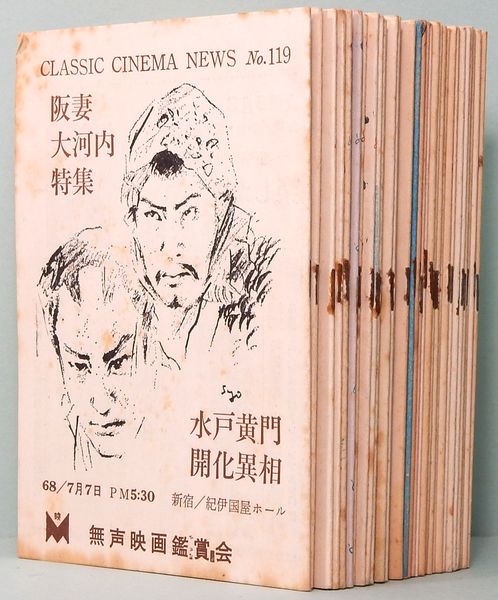 CLASSIC CINEMA NEWS No.119
阪妻
大河内
特集
syo
水戸黄門
開化異相
68/7月7日 PM5:30 新宿/紀伊国屋ホール
無声映画鑑賞会